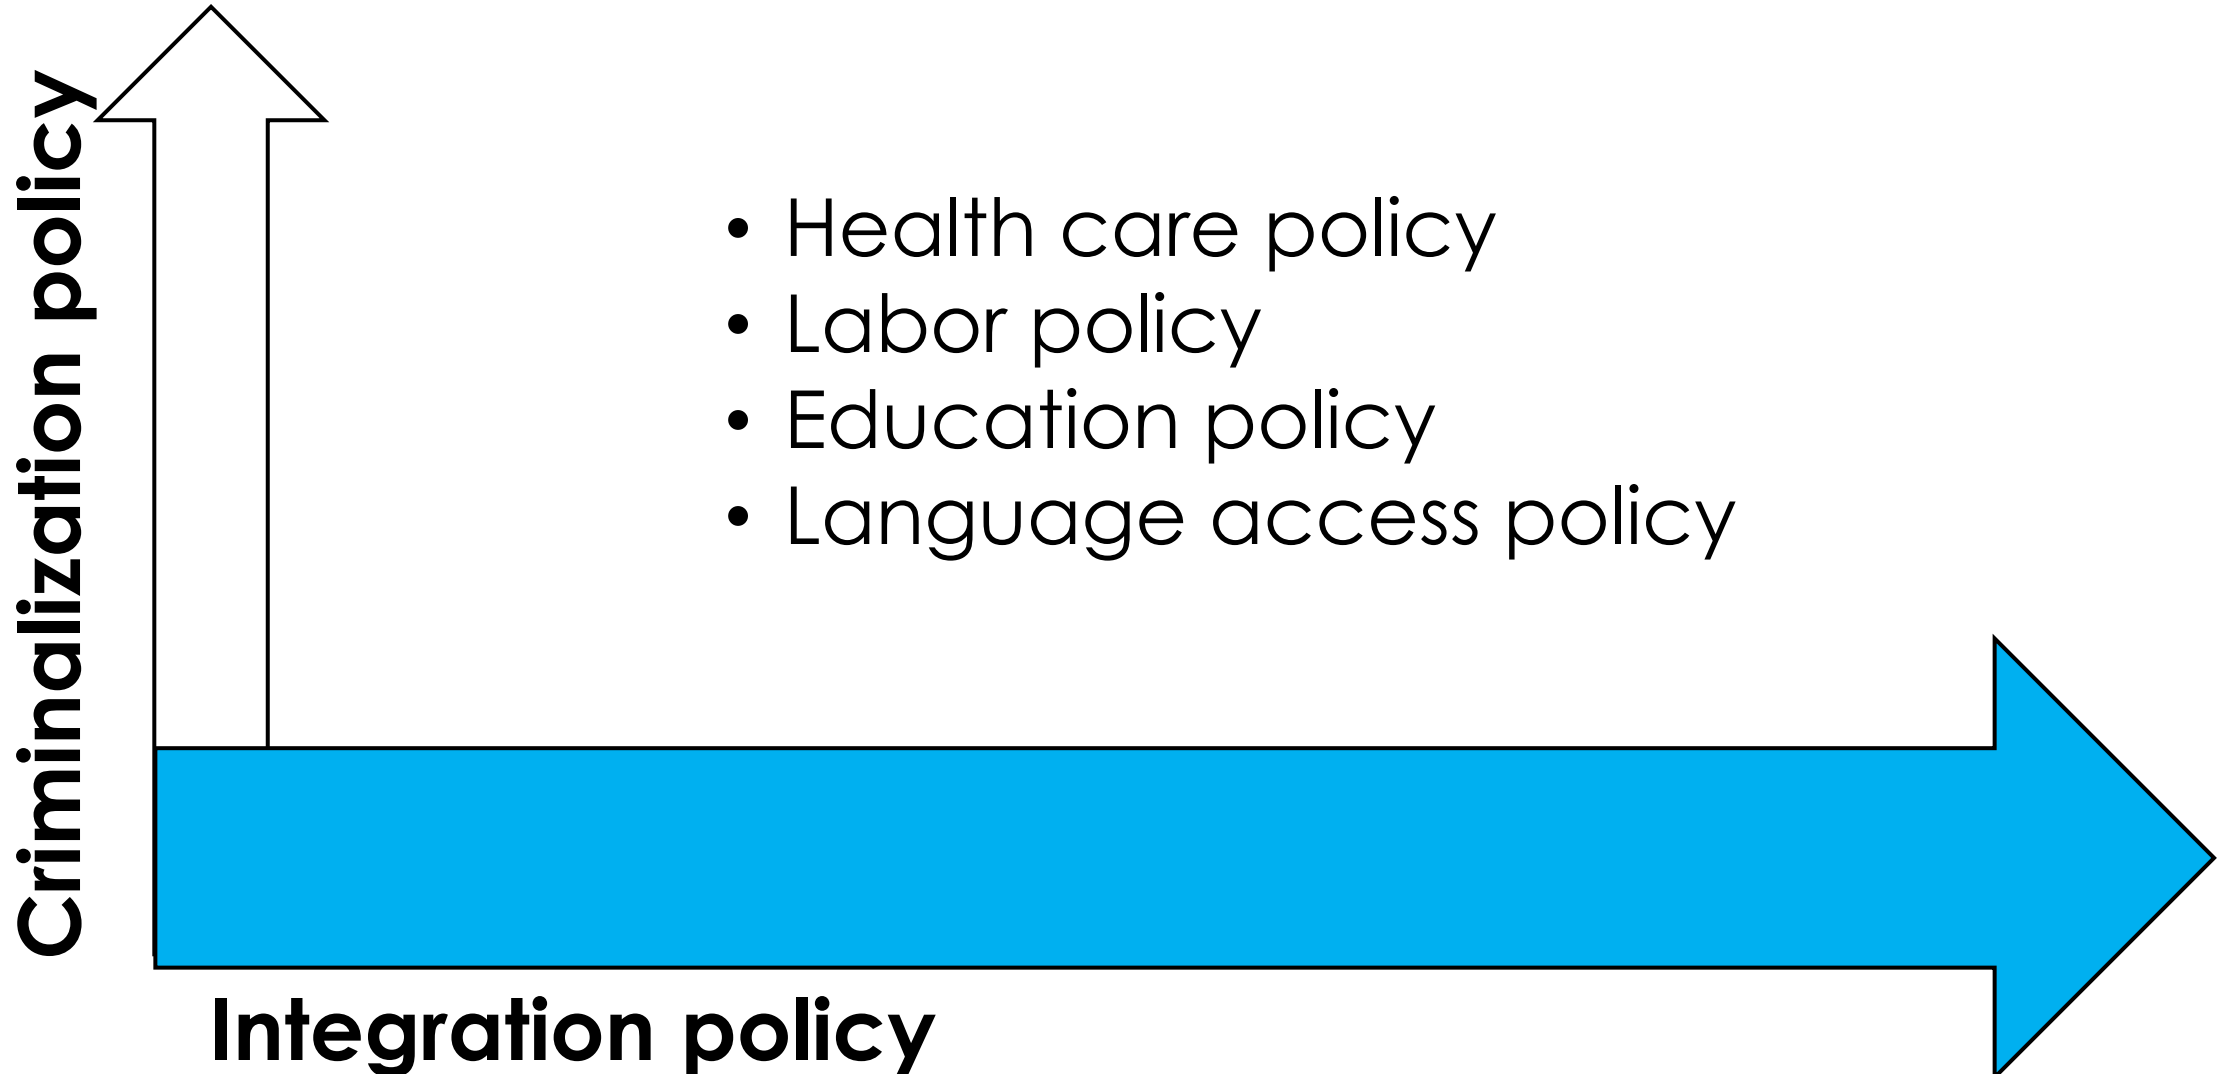 Criminalization policy
• Health care policy
• Labor policy
• Education policy
• Language access policy
Integration policy